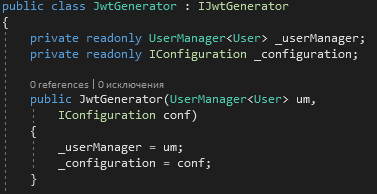 public class JwtGenerator : IJwtGenerator
{
private readonly UserManager<User> _userManager;
private readonly IConfiguration _configuration;
0 references | 0 исключения
public JwtGenerator(UserManager<User> um,
IConfiguration conf)
{
_userManager = um;
_configuration = conf;
}